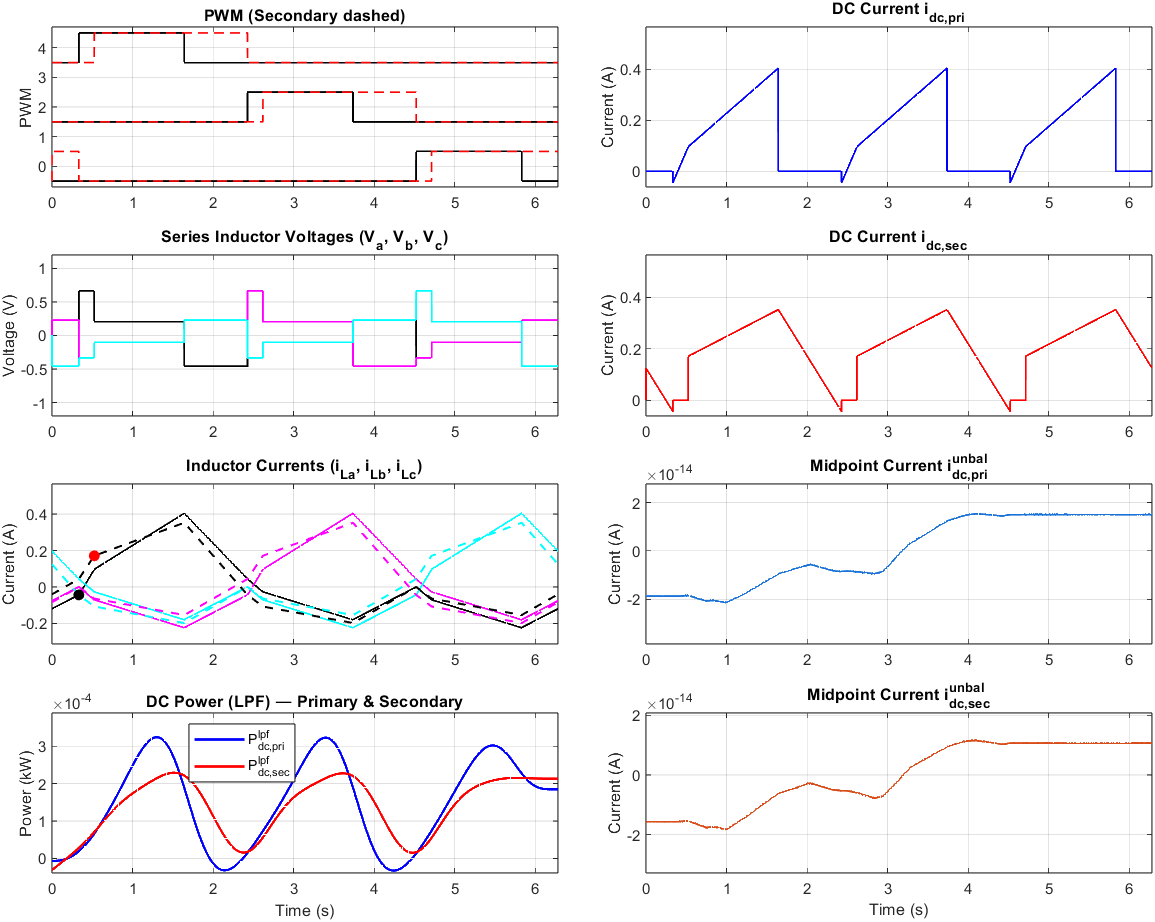 PWM (Secondary dashed)
PWM
4
3
2
1
0
0 1 2 3 4 5 6
DC Current i_dc,pri
Current (A)
0.4
0.2
0
0 1 2 3 4 5 6
Series Inductor Voltages (V_a, V_b, V_c)
Voltage (V)
1
0.5
0
-0.5
-1
0 1 2 3 4 5 6
DC Current i_dc,sec
Current (A)
0.4
0.2
0
0 1 2 3 4 5 6
Inductor Currents (i_La, i_Lb, i_Lc)
Current (A)
0.4
0.2
0
-0.2
0 1 2 3 4 5 6
Midpoint Current i_dc,pri^unbal
×10^-14
Current (A)
2
0
-2
0 1 2 3 4 5 6
DC Power (LPF) — Primary & Secondary
×10^-4
Power (kW)
3
2
1
0
P_dc,pri^lpf
P_dc,sec^lpf
0 1 2 3 4 5 6
Time (s)
Midpoint Current i_dc,sec^unbal
×10^-14
Current (A)
2
0
-2
0 1 2 3 4 5 6
Time (s)